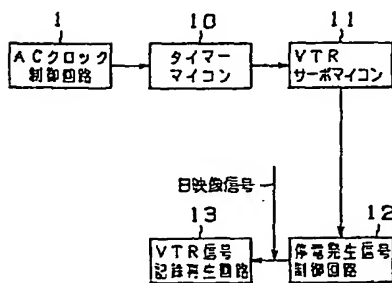 1
ACクロック
制御回路
10
タイマー
マイコン
11
VTR
サーボマイコン
日映像信号
13
VTR信号
記録再生回路
12
停電発生信号
制御回路